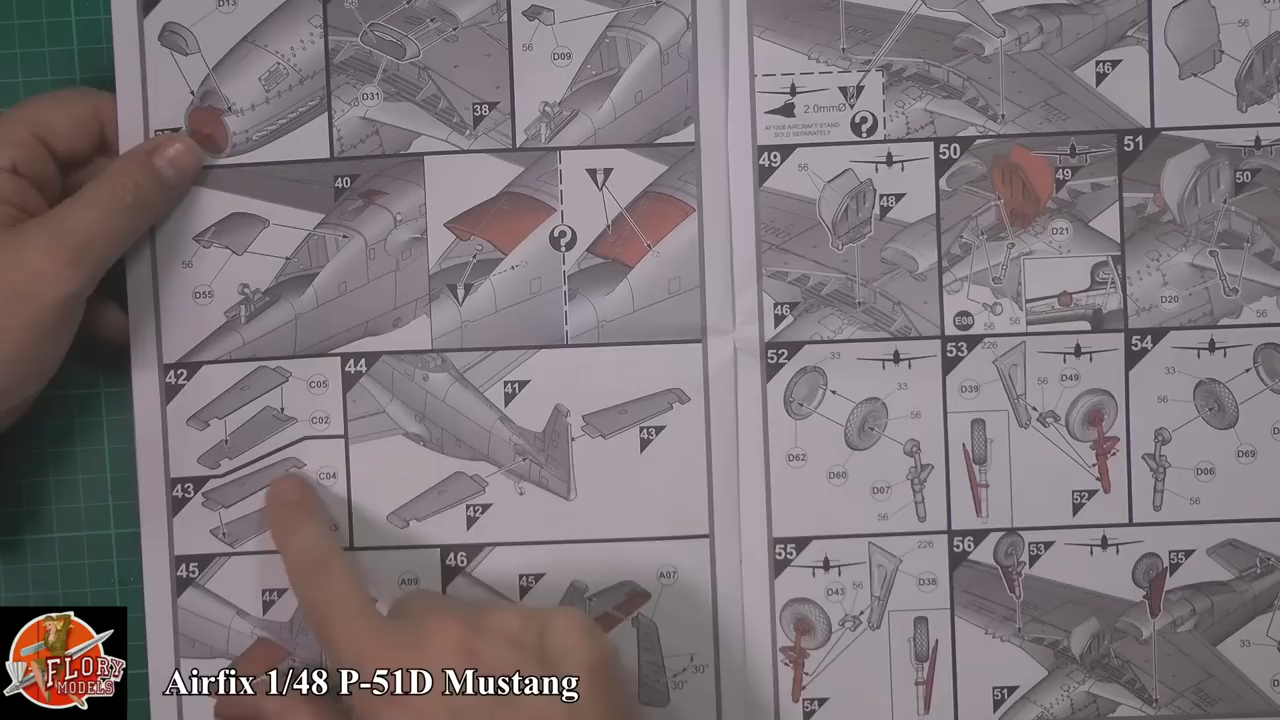 D13
56
D31
38
56
D09
46
2.0mmØ
?
AF1008 AIRCRAFT STAND
SOLD SEPARATELY
56
40
56
D55
?
49
56
48
46
50
49
D21
E08
56
56
51
50
D20
56
42
C05
C02
43
C04
44
41
43
42
52
33
33
56
D62
D60
D07
56
53
226
D39
56
D49
52
54
33
56
D69
D06
56
45
44
A09
46
45
A07
30°
30°
55
226
D43
56
D38
54
56
53
55
33
51
FLORY
MODELS
Airfix 1/48 P-51D Mustang